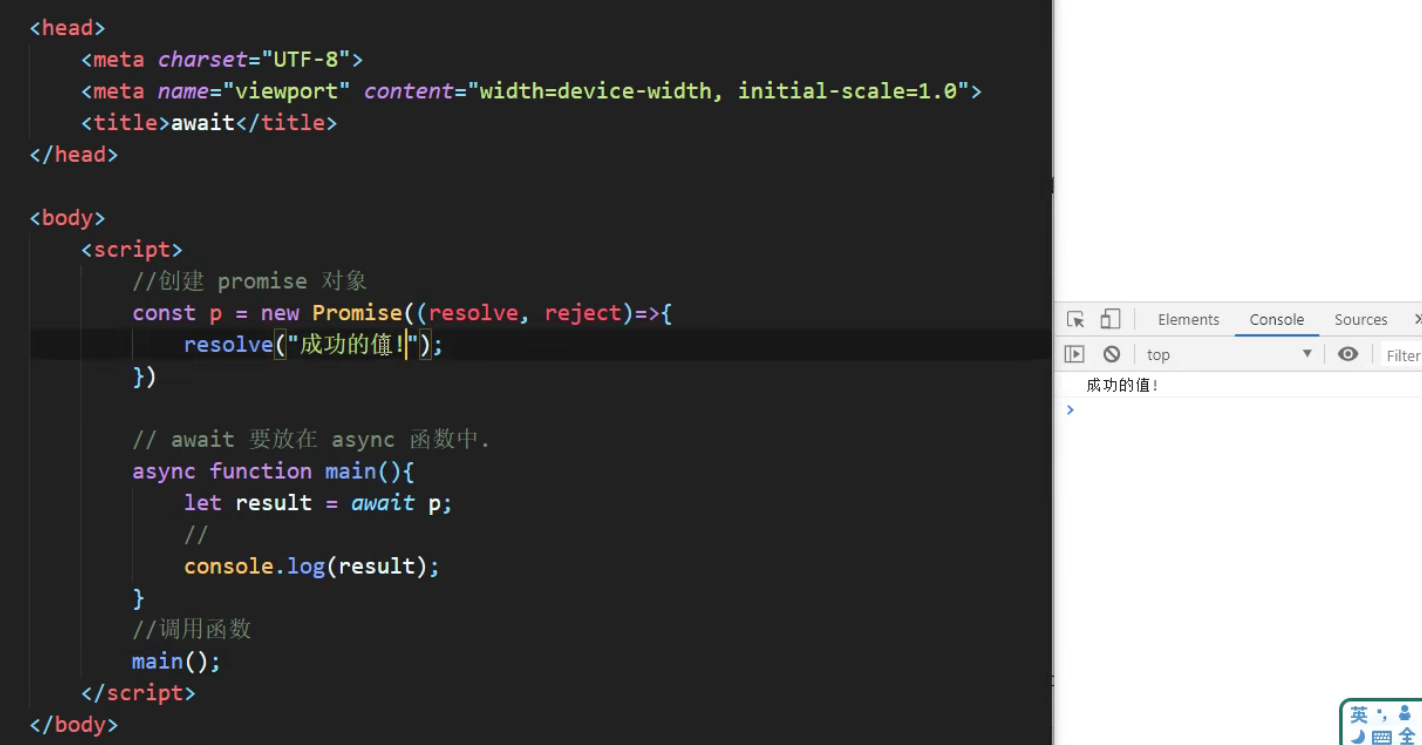 <head>
<meta charset="UTF-8">
<meta name="viewport" content="width=device-width, initial-scale=1.0">
<title>await</title>
</head>
<body>
<script>
//创建 promise 对象
const p = new Promise((resolve, reject)=>{
resolve("成功的值!");
})
// await 要放在 async 函数中.
async function main(){
let result = await p;
//
console.log(result);
}
//调用函数
main();
</script>
</body>
Elements Console Sources
top Filter
成功的值!
英
全